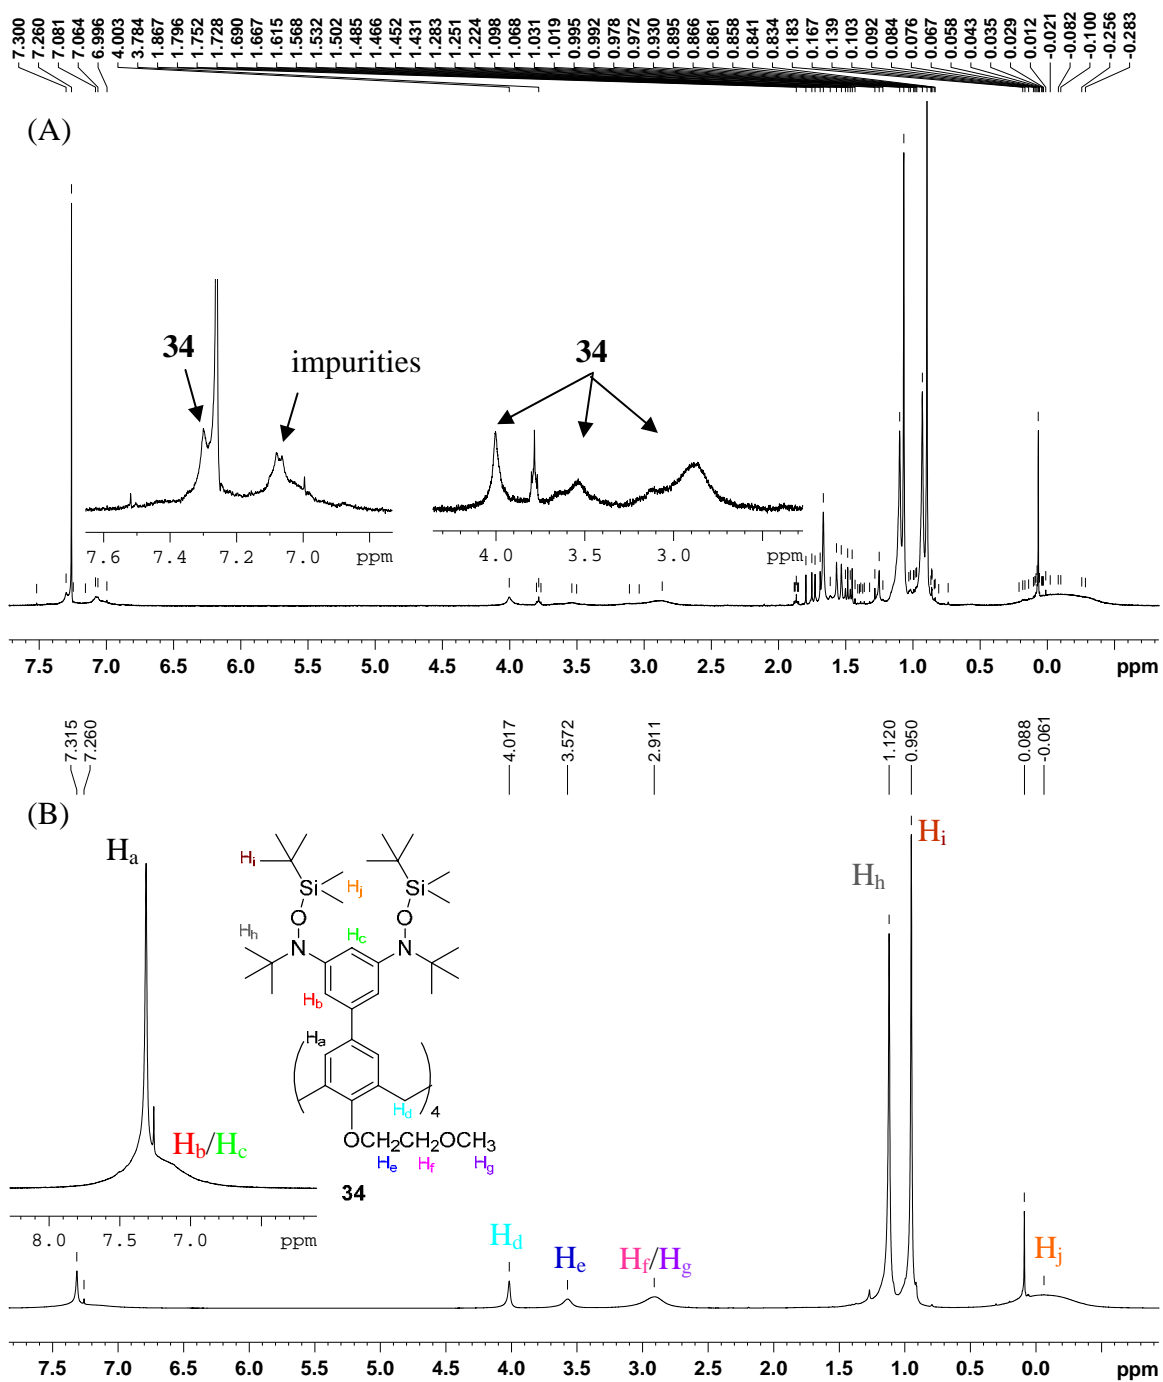 7.300 7.260 7.081 7.064 6.996 4.003 3.784 1.867 1.796 1.752 1.728 1.690 1.667 1.615 1.568 1.532 1.502 1.485 1.466 1.452 1.431 1.283 1.251 1.224 1.098 1.068 1.031 1.019 0.995 0.992 0.978 0.972 0.930 0.895 0.866 0.861 0.858 0.841 0.834 0.183 0.167 0.139 0.103 0.092 0.084 0.076 0.067 0.058 0.043 0.035 0.029 0.012 -0.021 -0.082 -0.100 -0.256 -0.283
(A)
34
impurities
34
7.6 7.4 7.2 7.0 ppm
4.0 3.5 3.0 ppm
7.5 7.0 6.5 6.0 5.5 5.0 4.5 4.0 3.5 3.0 2.5 2.0 1.5 1.0 0.5 0.0 ppm
7.315 7.260 4.017 3.572 2.911 1.120 0.950 0.088 -0.061
(B)
Ha
Hi
Hi
Si Hj Si
Hh
O O
Hh N Hc N
Hb
Ha
Hb/Hc
Hd 4
OCH2CH2OCH3
He Hf Hg
34
8.0 7.5 7.0 ppm
Hd He Hf/Hg Hj
7.5 7.0 6.5 6.0 5.5 5.0 4.5 4.0 3.5 3.0 2.5 2.0 1.5 1.0 0.5 0.0 ppm